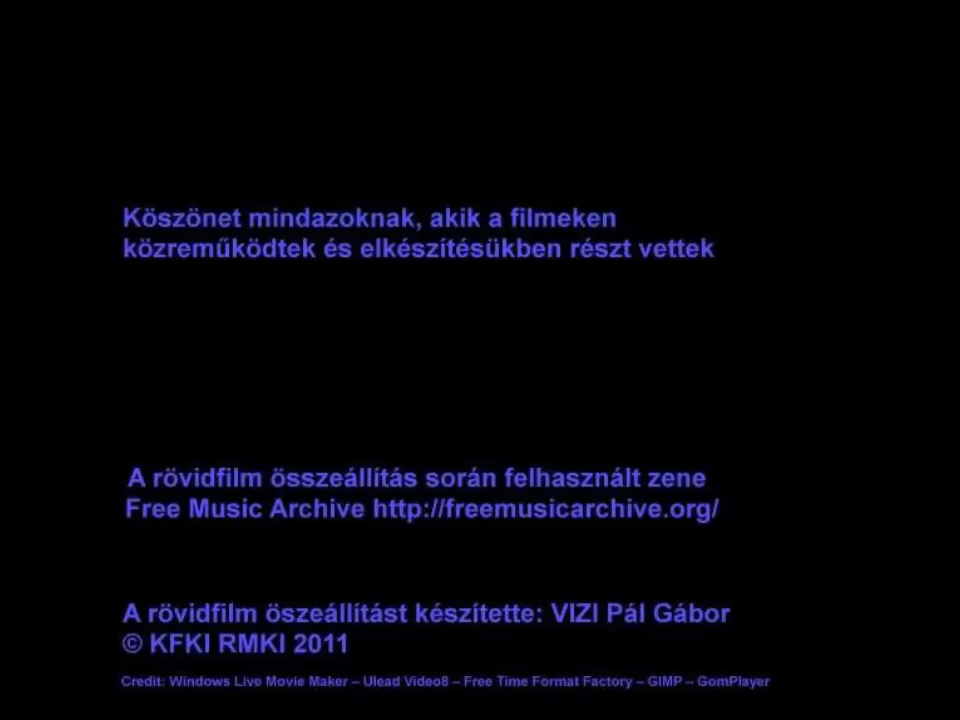 Köszönet mindazoknak, akik a filmeken
közreműködtek és elkészítésükben részt vettek
A rövidfilm összeállítás során felhasznált zene
Free Music Archive http://freemusicarchive.org/
A rövidfilm öszeállítást készítette: VIZI Pál Gábor
© KFKI RMKI 2011
Credit: Windows Live Movie Maker – Ulead Video8 – Free Time Format Factory – GIMP – GomPlayer